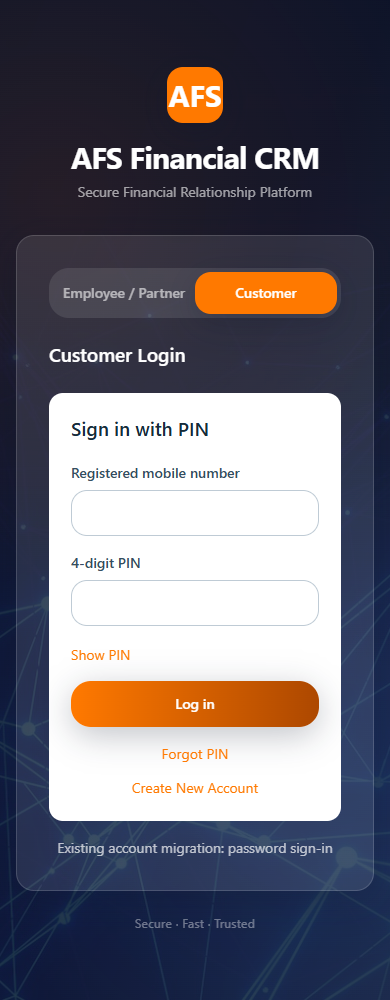 AFS
AFS Financial CRM
Secure Financial Relationship Platform
Employee / Partner
Customer
Customer Login
Sign in with PIN
Registered mobile number
4-digit PIN
Show PIN
Log in
Forgot PIN
Create New Account
Existing account migration: password sign-in
Secure · Fast · Trusted